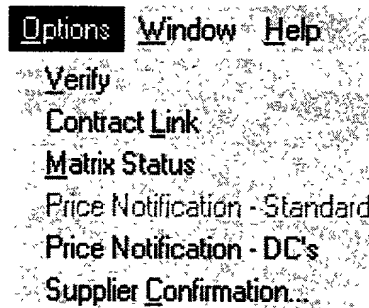 Options Window Help
Verify
Contract Link
Matrix Status
Price Notification - Standard
Price Notification - DC's
Supplier Confirmation...